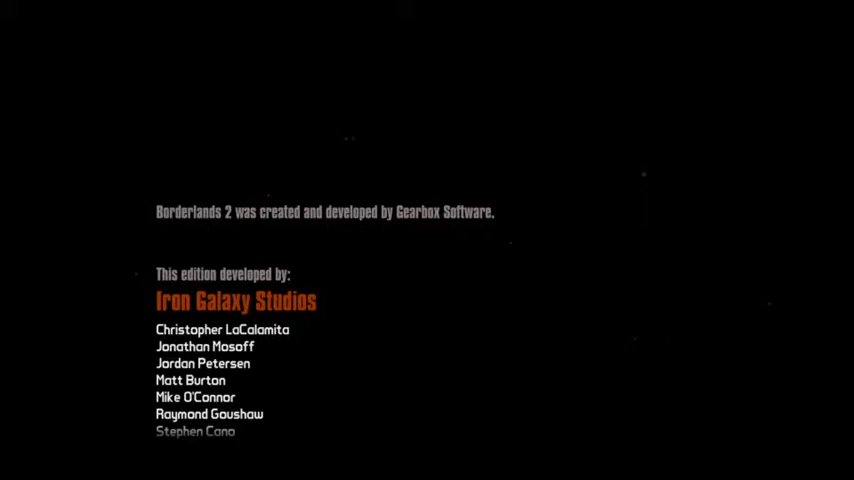 Borderlands 2 was created and developed by Gearbox Software.
This edition developed by:
Iron Galaxy Studios
Christopher LaCalamita
Jonathan Mosoff
Jordan Petersen
Matt Burton
Mike O'Connor
Raymond Goushaw
Stephen Cano